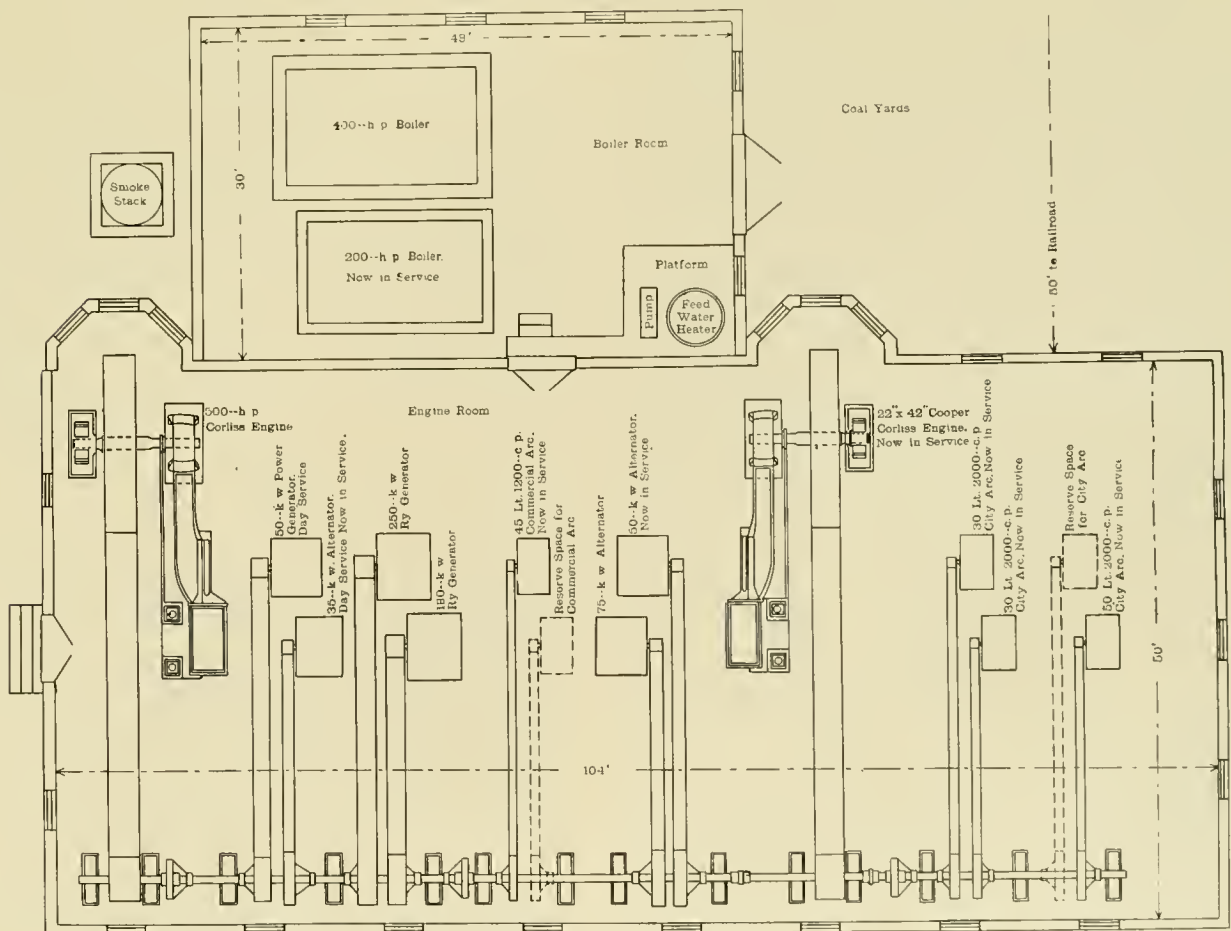 48'
400--h p Boiler
Coal Yards
Boiler Room
Smoke
Stack
30'
200--h p Boiler.
Now in Service
Platform
Pump
Feed
Water
Heater
50' to Railroad
500--h p
Corliss Engine
Engine Room
22"x 42" Cooper
Corliss Engine.
Now in Service
50--k w Power
Generator.
Day Service
35--k w. Alternator.
Day Service Now in Service.
250--k w
Ry Generator
180--k w
Ry Generator
45 Lt. 1200--c.p.
Commercial Arc.
Now in Service
Reserve Space for
Commercial Arc
75--k w Alternator
50--k w Alternator.
Now in Service
30 Lt. 2000--c.p.
City Arc. Now in Service
30 Lt 2000--c.p.
City Arc. Now in Service
Reserve Space
for City Arc
50 Lt. 2000--c.p.
City Arc. Now in Service
50'
104'